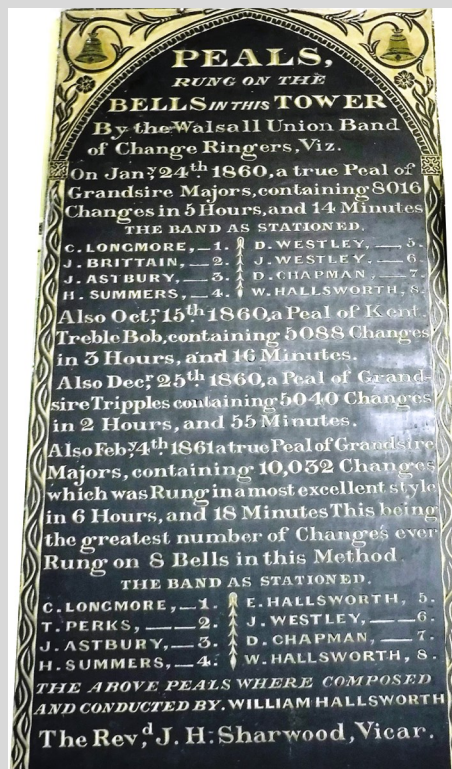 PEALS,
RUNG ON THE
BELLS IN THIS TOWER
By the Walsall Union Band
of Change Ringers, Viz.
On Jany. 24th 1860, a true Peal of
Grandsire Majors, containing 8016
Changes in 5 Hours, and 14 Minutes
THE BAND AS STATIONED.
C. LONGMORE, — 1. D. WESTLEY, — 5.
J. BRITTAIN, — 2. J. WESTLEY, — 6.
J. ASTBURY, — 3. D. CHAPMAN, — 7.
H. SUMMERS, — 4. W. HALLSWORTH, 8.
Also Octr. 15th 1860, a Peal of Kent.
Treble Bob, containing 5088 Changes
in 3 Hours, and 16 Minutes.
Also Decr. 25th 1860, a Peal of Grand-
sire Tripples containing 5040 Changes
in 2 Hours, and 55 Minutes.
Also Feby. 4th 1861 a true Peal of Grandsire
Majors, containing 10,032 Changes
which was Rung in a most excellent style
in 6 Hours, and 18 Minutes This being
the greatest number of Changes ever
Rung on 8 Bells in this Method
THE BAND AS STATIONED.
C. LONGMORE, — 1. E. HALLSWORTH, 5.
T. PERKS, — 2. J. WESTLEY, — 6.
J. ASTBURY, — 3. D. CHAPMAN, — 7.
H. SUMMERS, — 4. W. HALLSWORTH, 8.
THE ABOVE PEALS WHERE COMPOSED
AND CONDUCTED BY. WILLIAM HALLSWORTH
The Revd. J. H: Sharwood, Vicar.